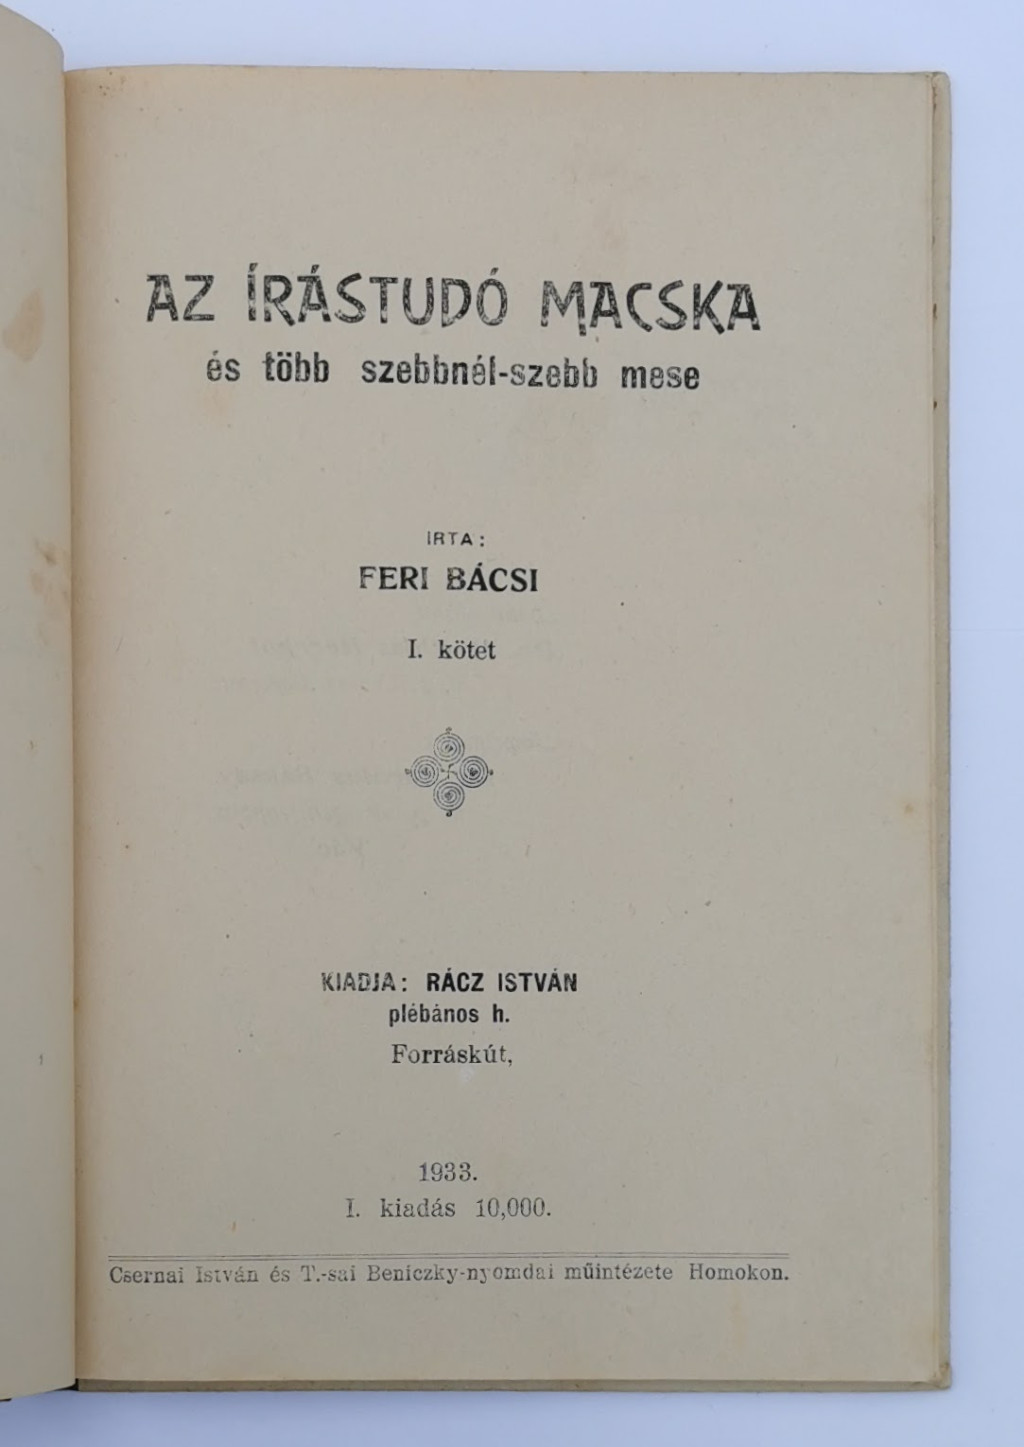 AZ ÍRÁSTUDÓ MACSKA
és több szebbnél-szebb mese
IRTA:
FERI BÁCSI
I. kötet
KIADJA: RÁCZ ISTVÁN
plébános h.
Forráskút,
1933.
I. kiadás 10,000.
Csernai István és T.-sai Beniczky-nyomdai műintézete Homokon.